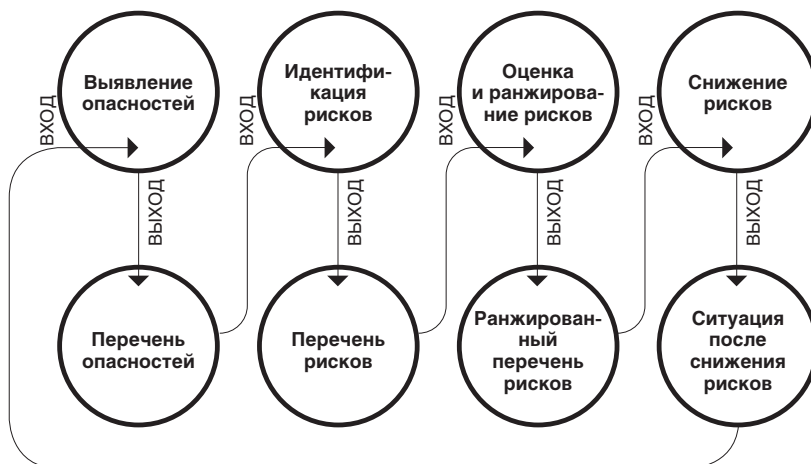 Выявление
опасностей
ВХОД
ВЫХОД
Перечень
опасностей
Идентифи-
кация
рисков
ВХОД
ВЫХОД
Перечень
рисков
Оценка
и ранжирова-
ние рисков
ВХОД
ВЫХОД
Ранжирован-
ный
перечень
рисков
Снижение
рисков
ВХОД
ВЫХОД
Ситуация
после
снижения
рисков